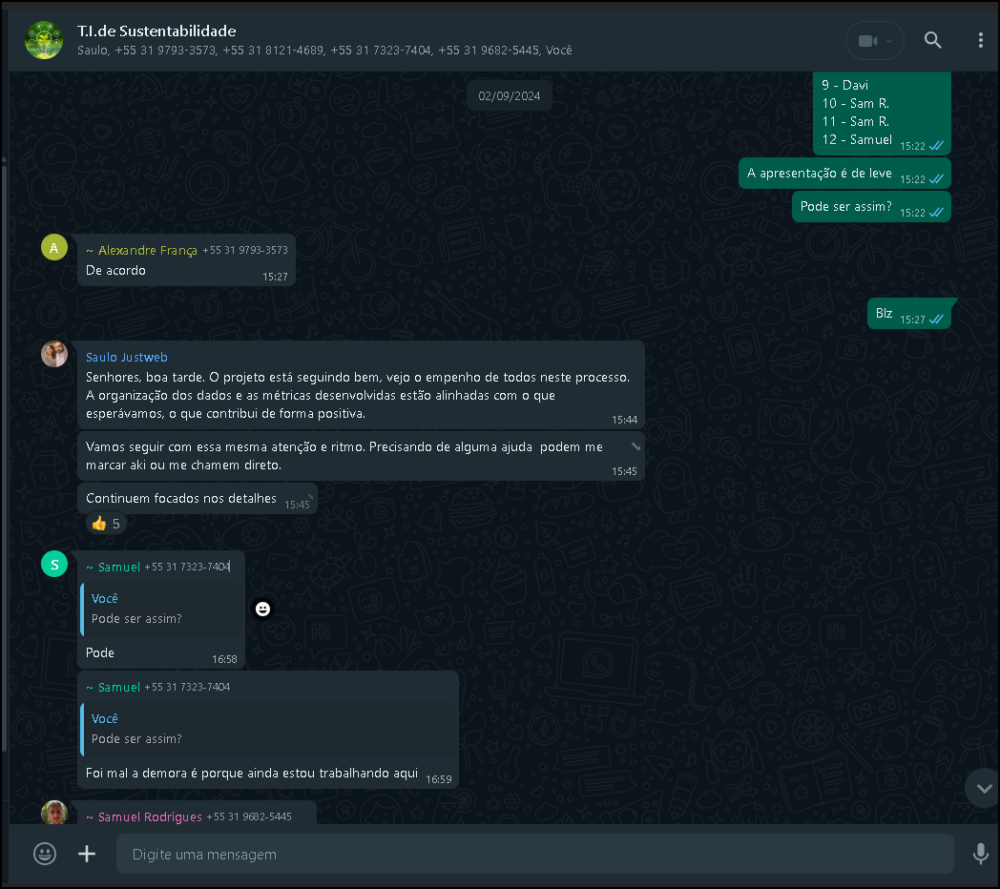 T.I.de Sustentabilidade
Saulo, +55 31 9793-3573, +55 31 8121-4689, +55 31 7323-7404, +55 31 9682-5445, Você
02/09/2024
9 - Davi
10 - Sam R.
11 - Sam R.
12 - Samuel 15:22
A apresentação é de leve 15:22
Pode ser assim? 15:22
A
~ Alexandre França +55 31 9793-3573
De acordo
15:27
Blz 15:27
Saulo Justweb
Senhores, boa tarde. O projeto está seguindo bem, vejo o empenho de todos neste processo.
A organização dos dados e as métricas desenvolvidas estão alinhadas com o que
esperávamos, o que contribui de forma positiva.
15:44
Vamos seguir com essa mesma atenção e ritmo. Precisando de alguma ajuda podem me
marcar aki ou me chamem direto.
15:45
Continuem focados nos detalhes 15:45
👍 5
S
~ Samuel +55 31 7323-7404
Você
Pode ser assim?
Pode
16:58
~ Samuel +55 31 7323-7404
Você
Pode ser assim?
Foi mal a demora é porque ainda estou trabalhando aqui 16:59
~ Samuel Rodrigues +55 31 9682-5445
Digite uma mensagem